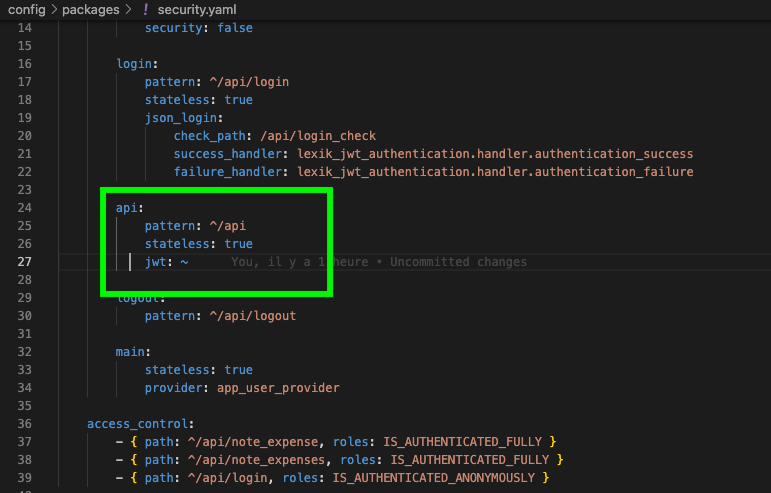 config > packages > ! security.yaml
14 security: false
15
16 login:
17 pattern: ^/api/login
18 stateless: true
19 json_login:
20 check_path: /api/login_check
21 success_handler: lexik_jwt_authentication.handler.authentication_success
22 failure_handler: lexik_jwt_authentication.handler.authentication_failure
23
24 api:
25 pattern: ^/api
26 stateless: true
27 jwt: ~ You, il y a 1 heure • Uncommitted changes
28
29 logout:
30 pattern: ^/api/logout
31
32 main:
33 stateless: true
34 provider: app_user_provider
35
36 access_control:
37 - { path: ^/api/note_expense, roles: IS_AUTHENTICATED_FULLY }
38 - { path: ^/api/note_expenses, roles: IS_AUTHENTICATED_FULLY }
39 - { path: ^/api/login, roles: IS_AUTHENTICATED_ANONYMOUSLY }